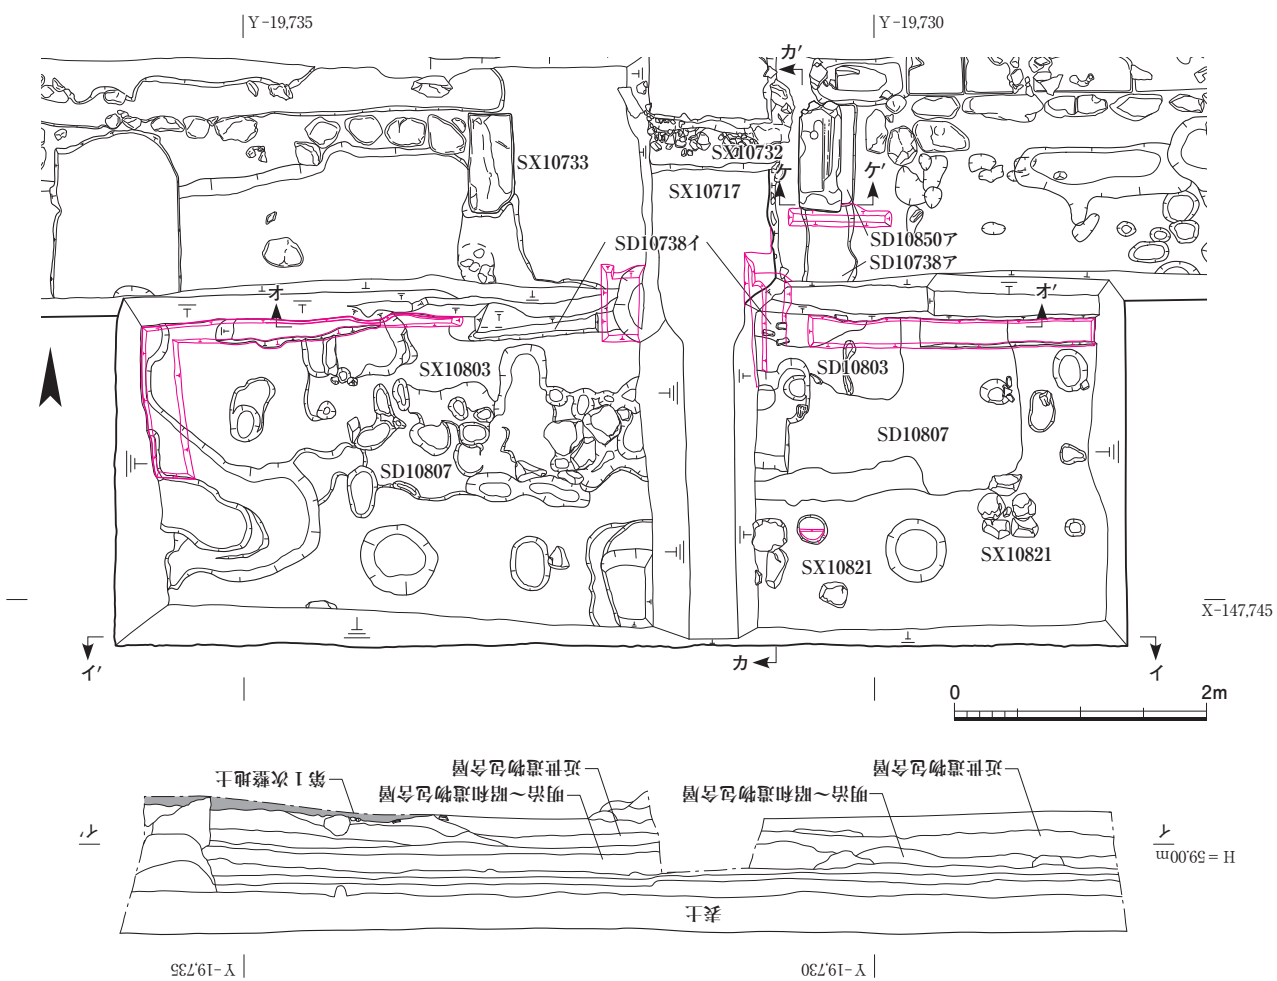 Y-19,735
Y-19,730
カ′
SX10733
SX10732
SX10717
ケ
ケ′
SD10738イ
SD10850ア
SD10738ア
オ
オ′
SX10803
SD10803
SD10807
SD10807
SX10821
SX10821
X-147,745
イ′
カ
イ
0
2m
第1次整地土
近世遺物包含層
明治～昭和遺物包含層
明治～昭和遺物包含層
近世遺物包含層
イ′
イ
H=59.00m
表土
Y-19,735
Y-19,730